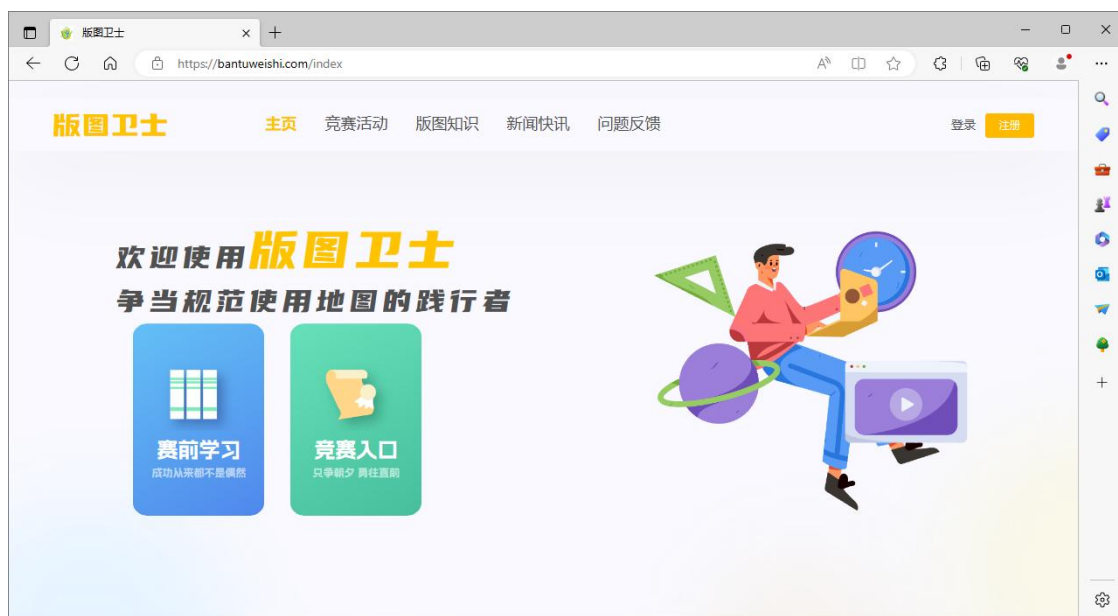 版图卫士
https://bantuweishi.com/index
版图卫士
主页
竞赛活动
版图知识
新闻快讯
问题反馈
登录
注册
欢迎使用版图卫士
争当规范使用地图的践行者
赛前学习
成功从来都不是偶然
竞赛入口
只争朝夕 勇往直前